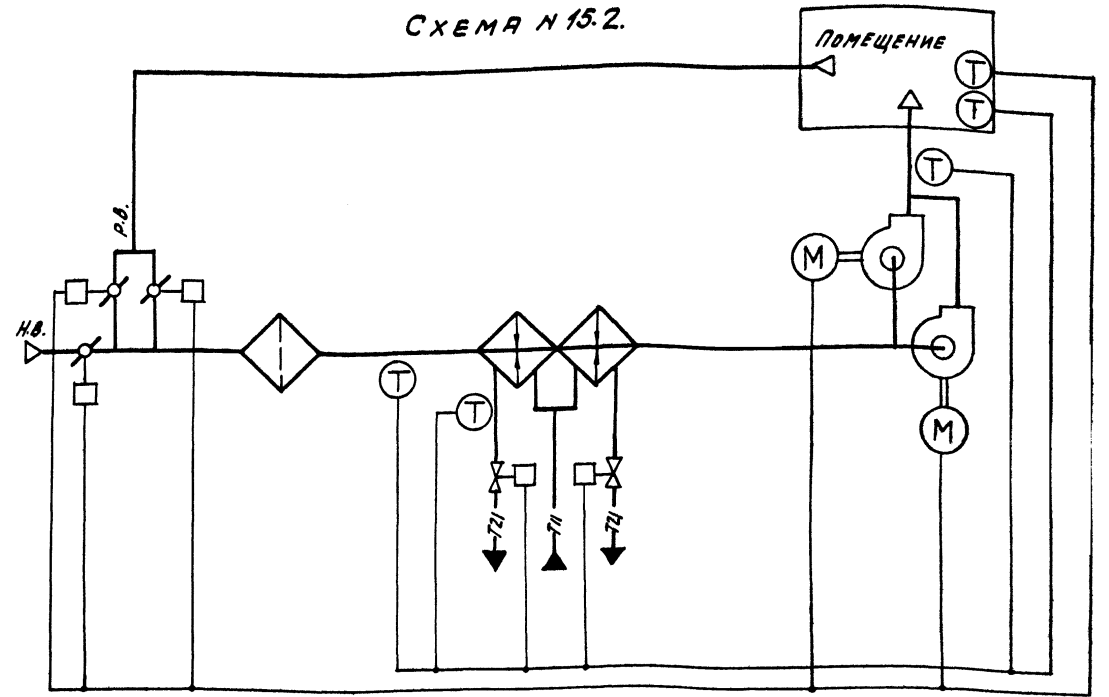 Схема N 15.2.
Помещение
Т
Т
Т
Р.В.
М
Н.В.
Т
Т
М
Т21
Т11
Т21